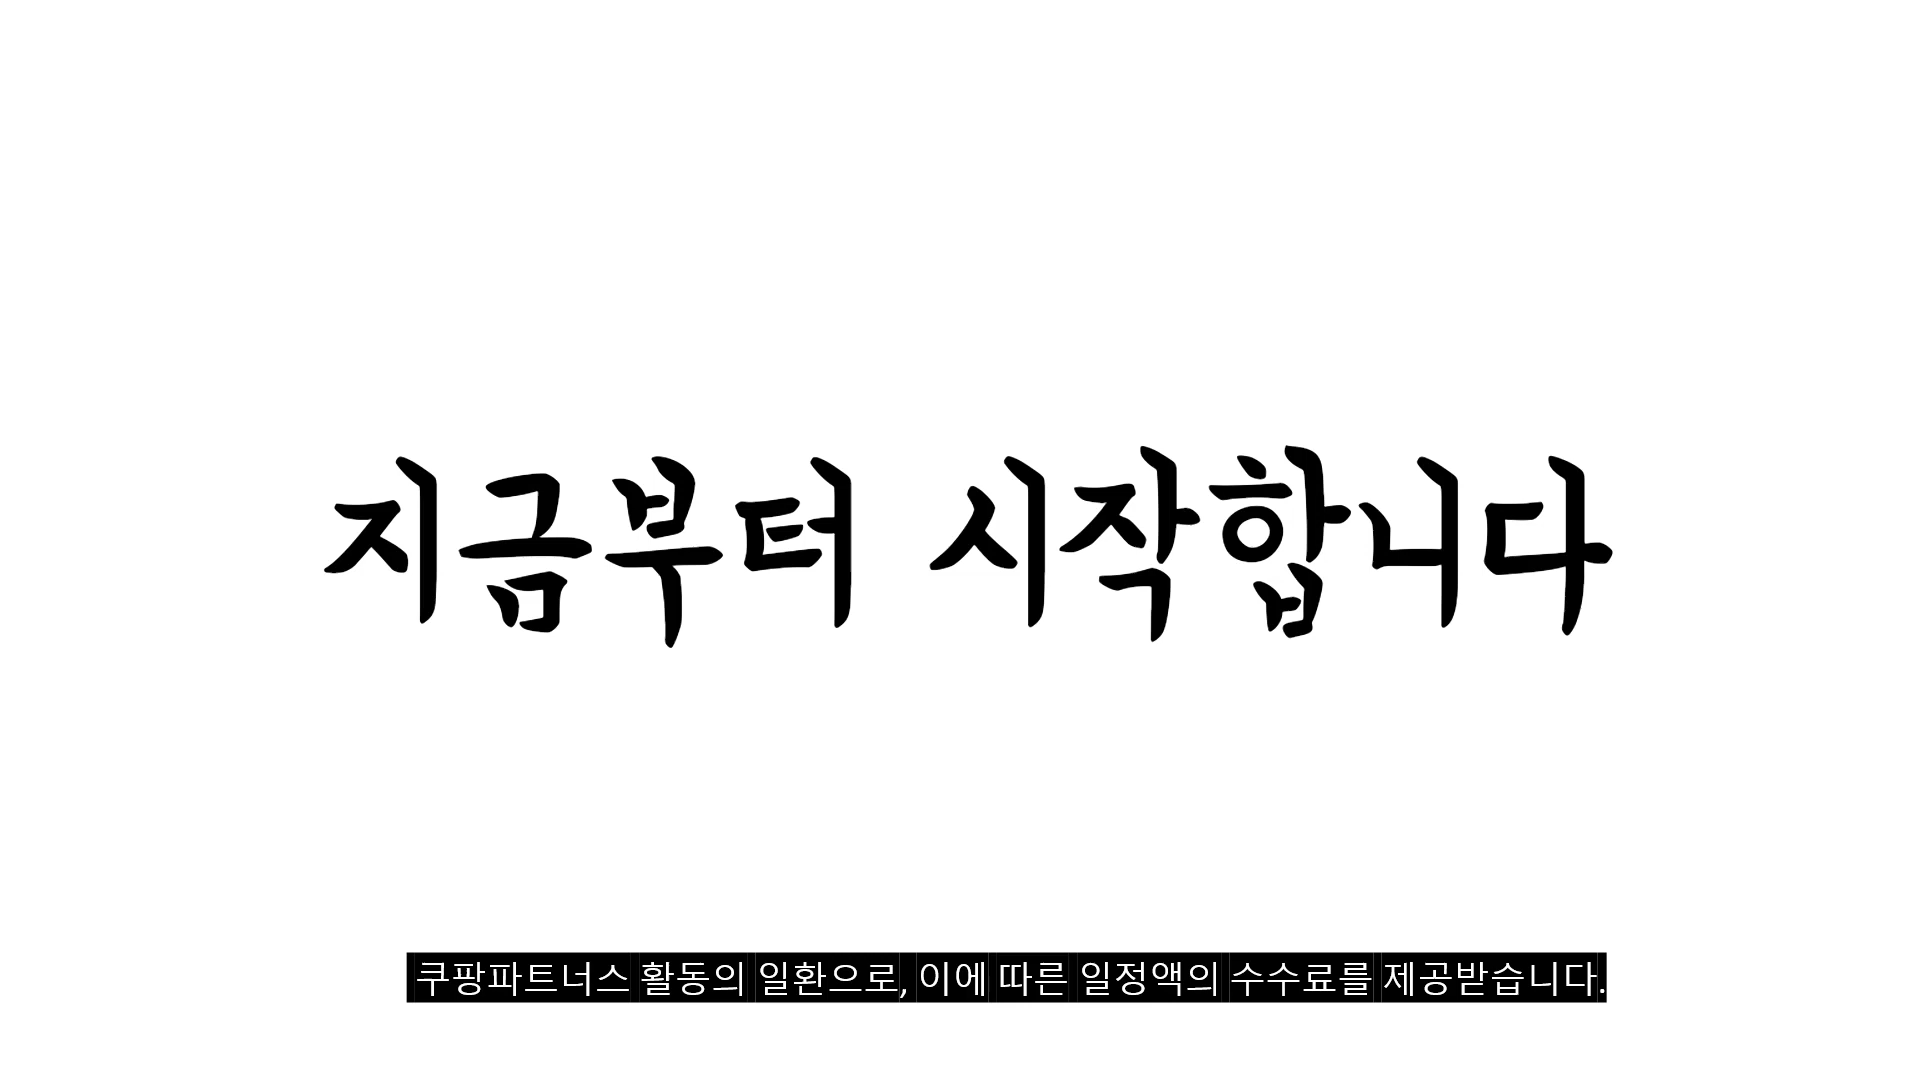 지금부터 시작합니다
쿠팡파트너스 활동의 일환으로, 이에 따른 일정액의 수수료를 제공받습니다.